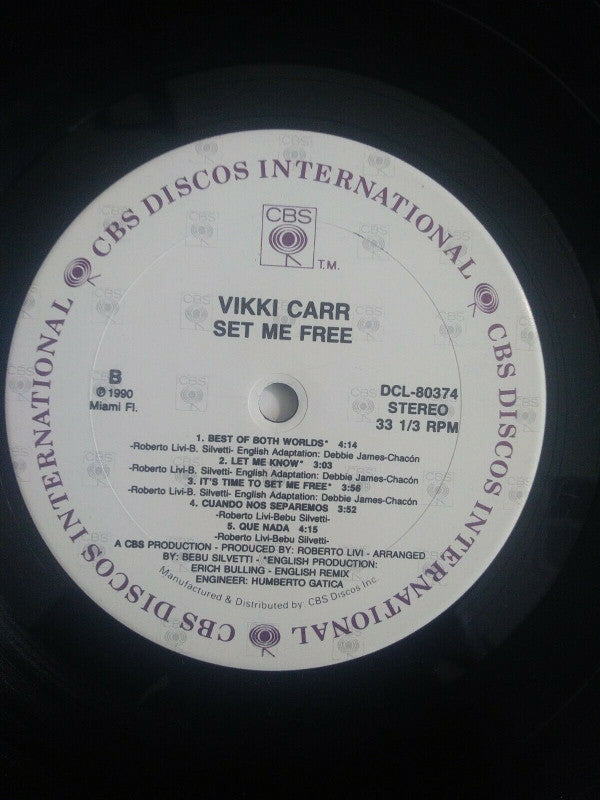 CBS DISCOS INTERNATIONAL
CBS DISCOS INTERNATIONAL
CBS DISCOS INTERNATIONAL
CBS
T.M.
VIKKI CARR
SET ME FREE
B
℗ 1990
Miami Fl.
DCL-80374
STEREO
33 1/3 RPM
1. BEST OF BOTH WORLDS* 4:14
-Roberto Livi-B. Silvetti- English Adaptation: Debbie James-Chacón
2. LET ME KNOW* 3:03
-Roberto Livi-B. Silvetti- English Adaptation: Debbie James-Chacón
3. IT'S TIME TO SET ME FREE* 3:58
-Roberto Livi-B. Silvetti- English Adaptation: Debbie James-Chacón
4. CUANDO NOS SEPAREMOS 3:52
-Roberto Livi-Bebu Silvetti-
5. QUE NADA 4:15
-Roberto Livi-Bebu Silvetti-
A CBS PRODUCTION - PRODUCED BY: ROBERTO LIVI - ARRANGED
BY: BEBU SILVETTI - *ENGLISH PRODUCTION:
ERICH BULLING - ENGLISH REMIX
ENGINEER: HUMBERTO GATICA
Manufactured & Distributed by CBS Discos Inc